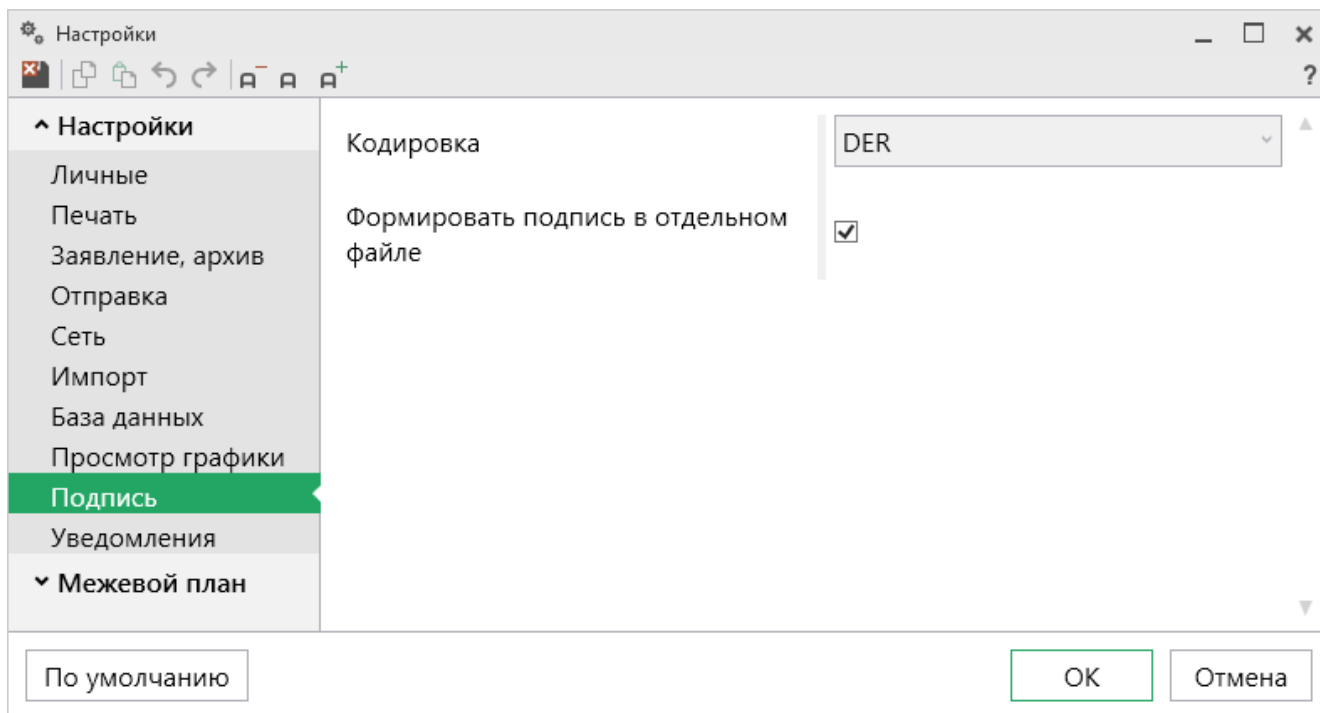 Настройки
?
Настройки
Личные
Печать
Заявление, архив
Отправка
Сеть
Импорт
База данных
Просмотр графики
Подпись
Уведомления
Межевой план
Кодировка
DER
Формировать подпись в отдельном
файле
По умолчанию
ОК
Отмена